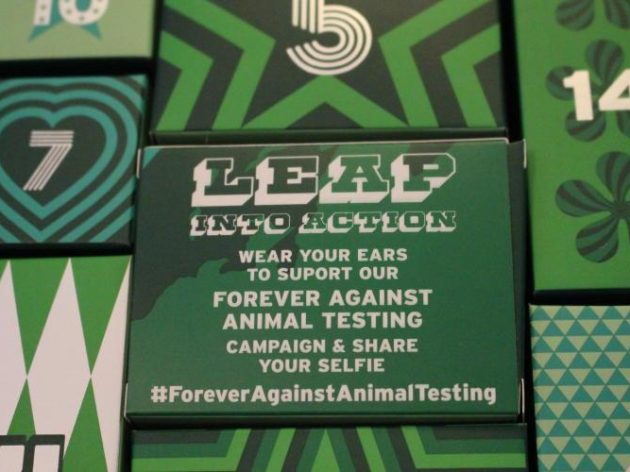 10
5
7
14
LEAP
INTO ACTION
WEAR YOUR EARS
TO SUPORT OUR
FOREVER AGAINST
ANIMAL TESTING
CAMPAIGN & SHARE
YOUR SELFIE
#ForeverAgainstAnimalTesting